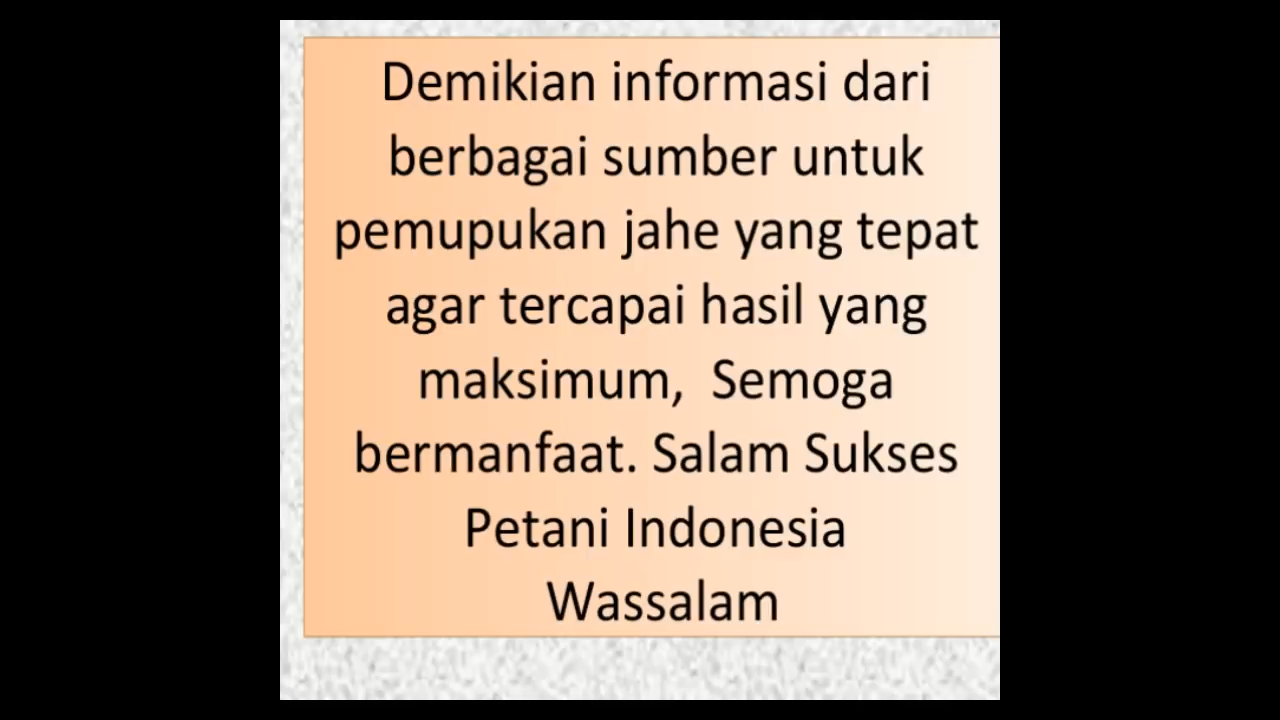 Demikian informasi dari
berbagai sumber untuk
pemupukan jahe yang tepat
agar tercapai hasil yang
maksimum,  Semoga
bermanfaat. Salam Sukses
Petani Indonesia
Wassalam